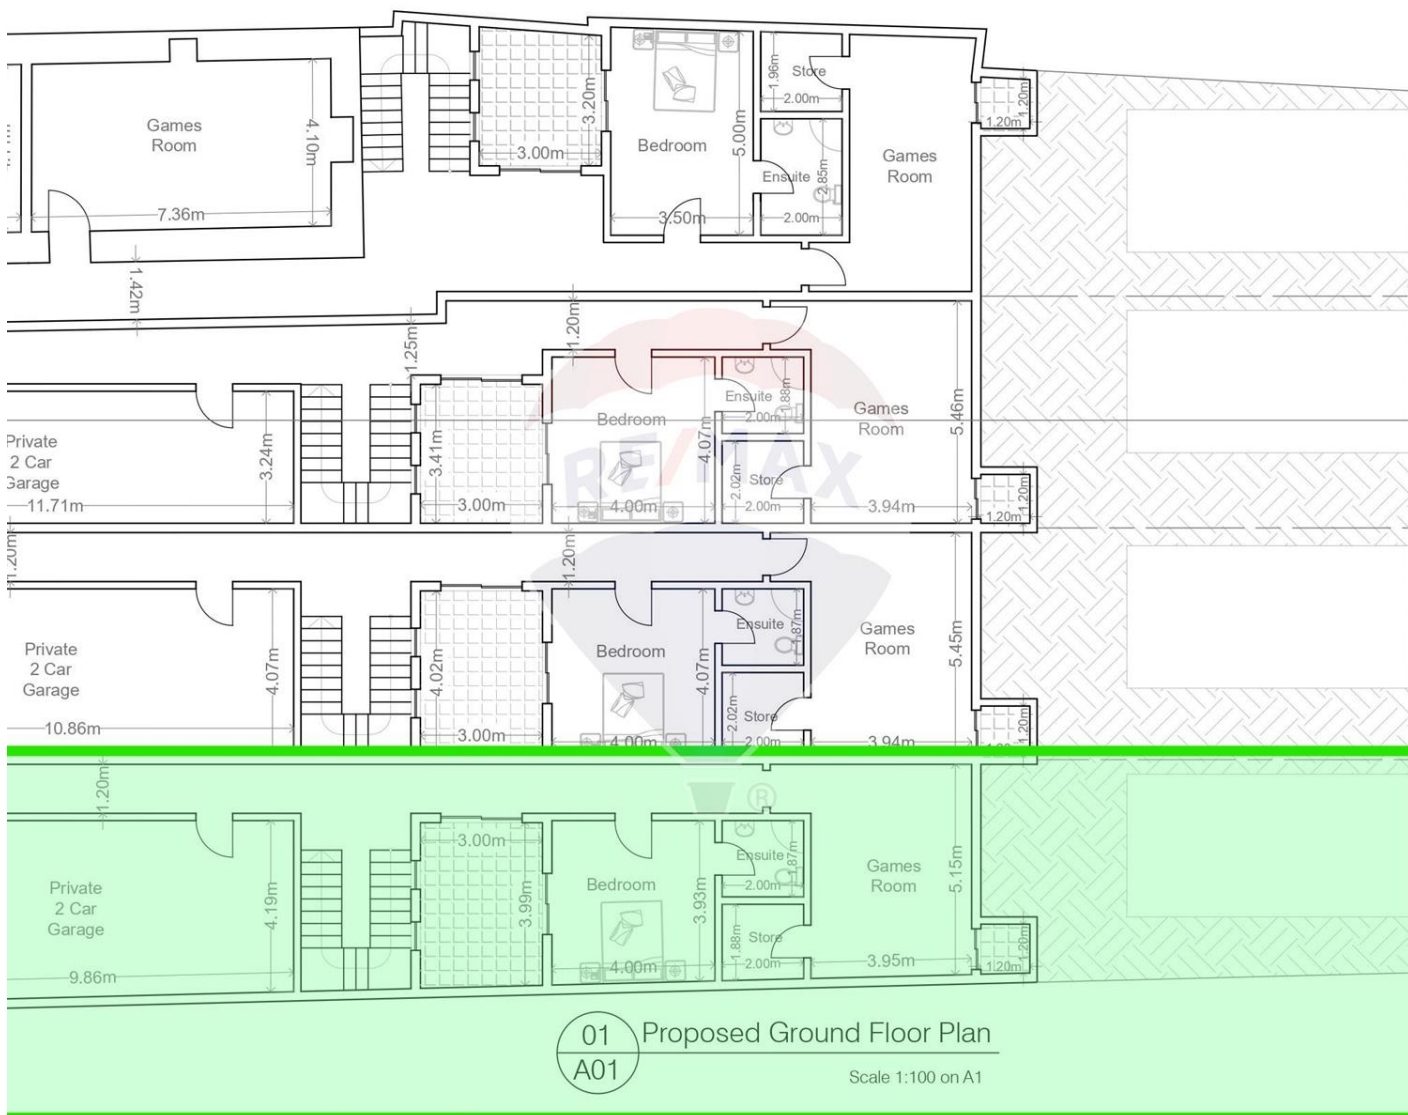 Games
Room
4.10m
7.36m
1.42m
3.20m
3.00m
Bedroom
5.00m
3.50m
1.96m
Store
2.00m
Ensuite
2.85m
2.00m
Games
Room
1.20m
1.20m
1.20m
1.25m
Private
2 Car
Garage
3.24m
11.71m
3.41m
3.00m
Bedroom
4.07m
4.00m
Ensuite
1.88m
2.00m
2.02m
Store
2.00m
Games
Room
5.46m
3.94m
1.20m
1.20m
RE/MAX
1.20m
1.20m
Private
2 Car
Garage
4.07m
10.86m
4.02m
3.00m
Bedroom
4.07m
4.00m
Ensuite
1.87m
2.02m
Store
2.00m
Games
Room
5.45m
3.94m
1.20m
1.20m
®
Private
2 Car
Garage
4.19m
9.86m
3.00m
3.99m
Bedroom
3.93m
4.00m
Ensuite
1.87m
2.00m
1.88m
Store
2.00m
Games
Room
5.15m
3.95m
1.20m
1.20m
01
A01
Proposed Ground Floor Plan
Scale 1:100 on A1